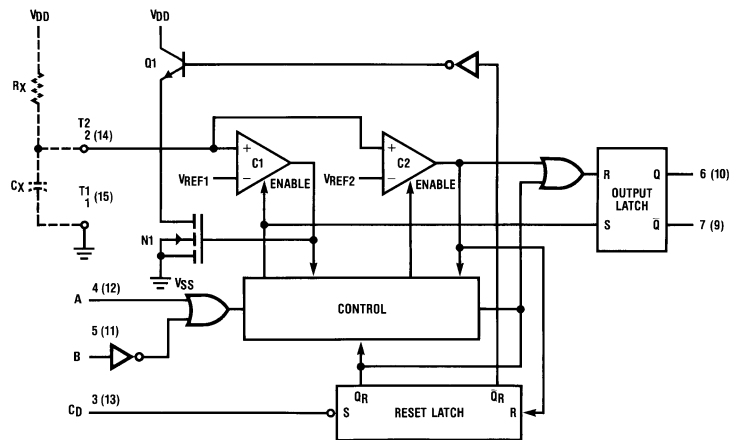 VDD VDD
Q1
RX
T2
2 (14)
+ C1 −
+ C2 −
VREF1 ENABLE
VREF2 ENABLE
R Q 6 (10)
OUTPUT LATCH
S Q̄ 7 (9)
CX
T1
1 (15)
N1
VSS
A 4 (12)
CONTROL
5 (11)
B
CD 3 (13)
QR Q̄R
S RESET LATCH R